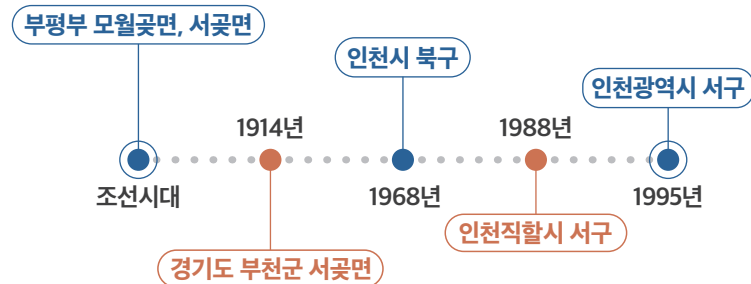 부평부 모월곶면, 서곶면
인천시 북구
인천광역시 서구
1914년
1988년
조선시대
1968년
1995년
인천직할시 서구
경기도 부천군 서곶면